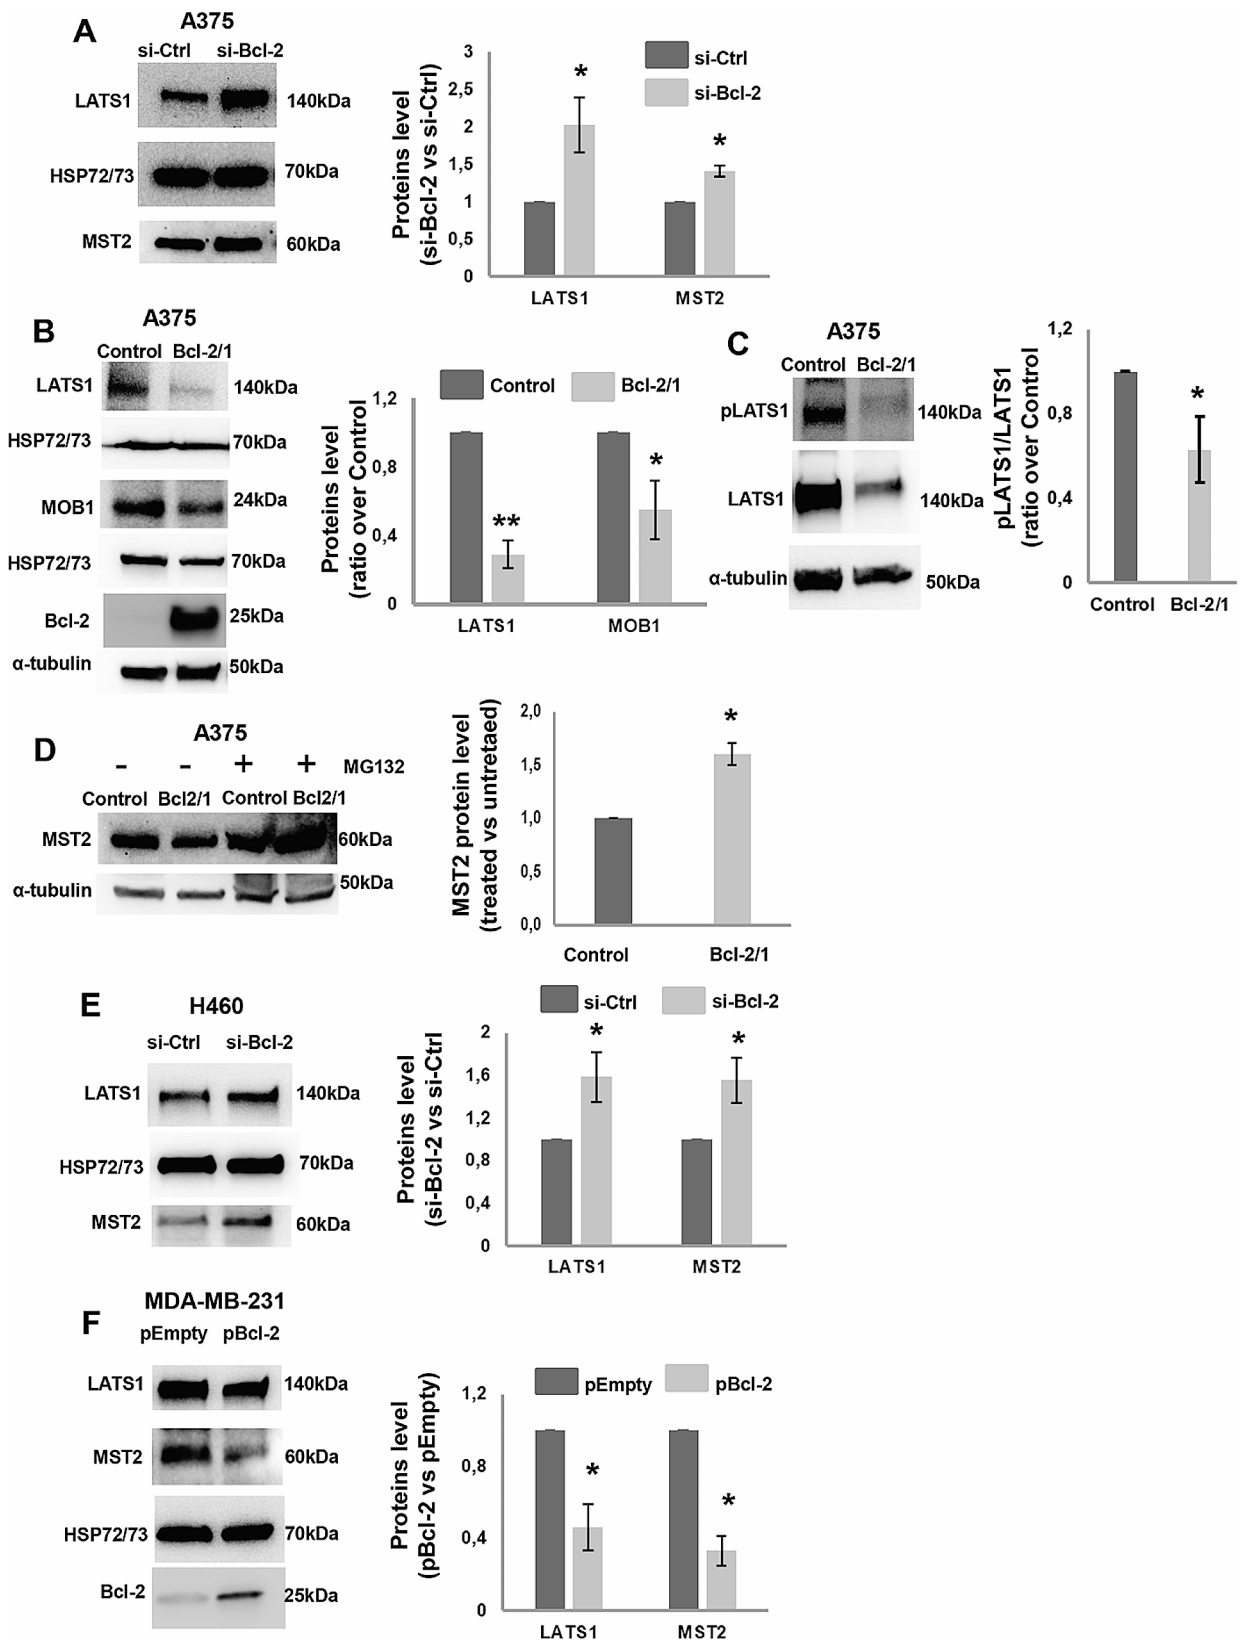 A
A375
si-Ctrl si-Bcl-2
LATS1 140kDa
HSP72/73 70kDa
MST2 60kDa
Proteins level
(si-Bcl-2 vs si-Ctrl)
3
2,5
2
1,5
1
0,5
0
si-Ctrl
si-Bcl-2
*
*
LATS1 MST2
B
A375
Control Bcl-2/1
LATS1 140kDa
HSP72/73 70kDa
MOB1 24kDa
HSP72/73 70kDa
Bcl-2 25kDa
α-tubulin 50kDa
Proteins level
(ratio over Control)
Control Bcl-2/1
1,2
0,8
0,4
0
**
*
LATS1 MOB1
C
A375
Control Bcl-2/1
pLATS1 140kDa
LATS1 140kDa
α-tubulin 50kDa
pLATS1/LATS1
(ratio over Control)
1,2
0,8
0,4
0
*
Control Bcl-2/1
D
A375
- - + + MG132
Control Bcl2/1 Control Bcl2/1
MST2 60kDa
α-tubulin 50kDa
MST2 protein level
(treated vs untretaed)
2,0
1,5
1,0
0,5
0,0
*
Control Bcl-2/1
E
H460
si-Ctrl si-Bcl-2
LATS1 140kDa
HSP72/73 70kDa
MST2 60kDa
Proteins level
(si-Bcl-2 vs si-Ctrl
si-Ctrl si-Bcl-2
2
1,6
1,2
0,8
0,4
0
*
*
LATS1 MST2
F
MDA-MB-231
pEmpty pBcl-2
LATS1 140kDa
MST2 60kDa
HSP72/73 70kDa
Bcl-2 25kDa
Proteins level
(pBcl-2 vs pEmpty)
pEmpty pBcl-2
1,2
0,8
0,4
0
*
*
LATS1 MST2